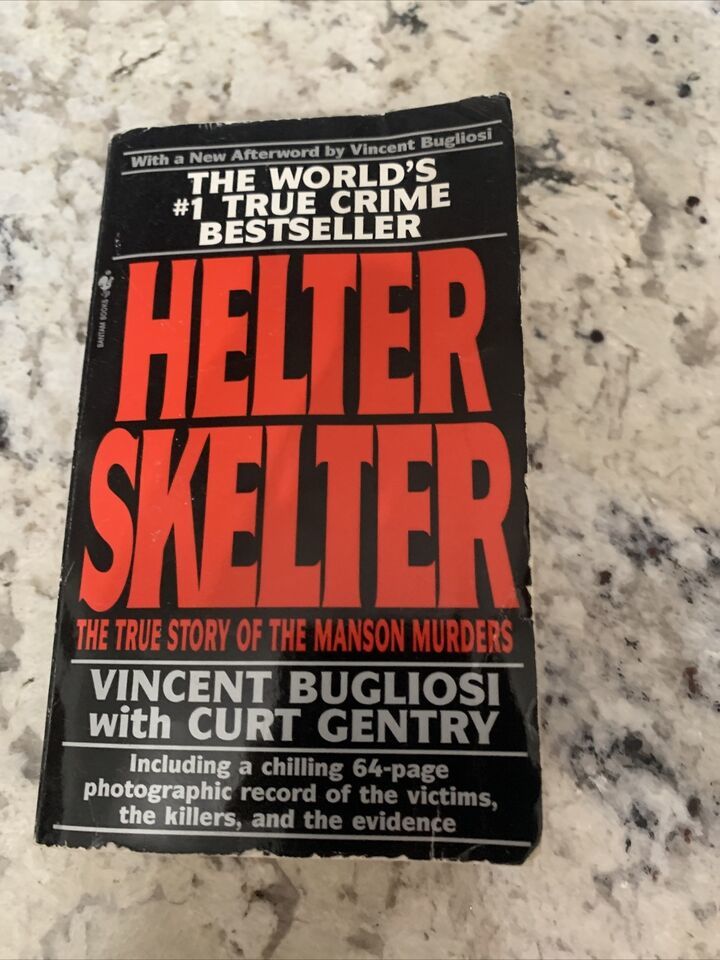 With a New Afterword by Vincent Bugliosi
THE WORLD'S
#1 TRUE CRIME
BESTSELLER
BANTAM BOOKS
HELTER
SKELTER
THE TRUE STORY OF THE MANSON MURDERS
VINCENT BUGLIOSI
with CURT GENTRY
Including a chilling 64-page
photographic record of the victims,
the killers, and the evidence